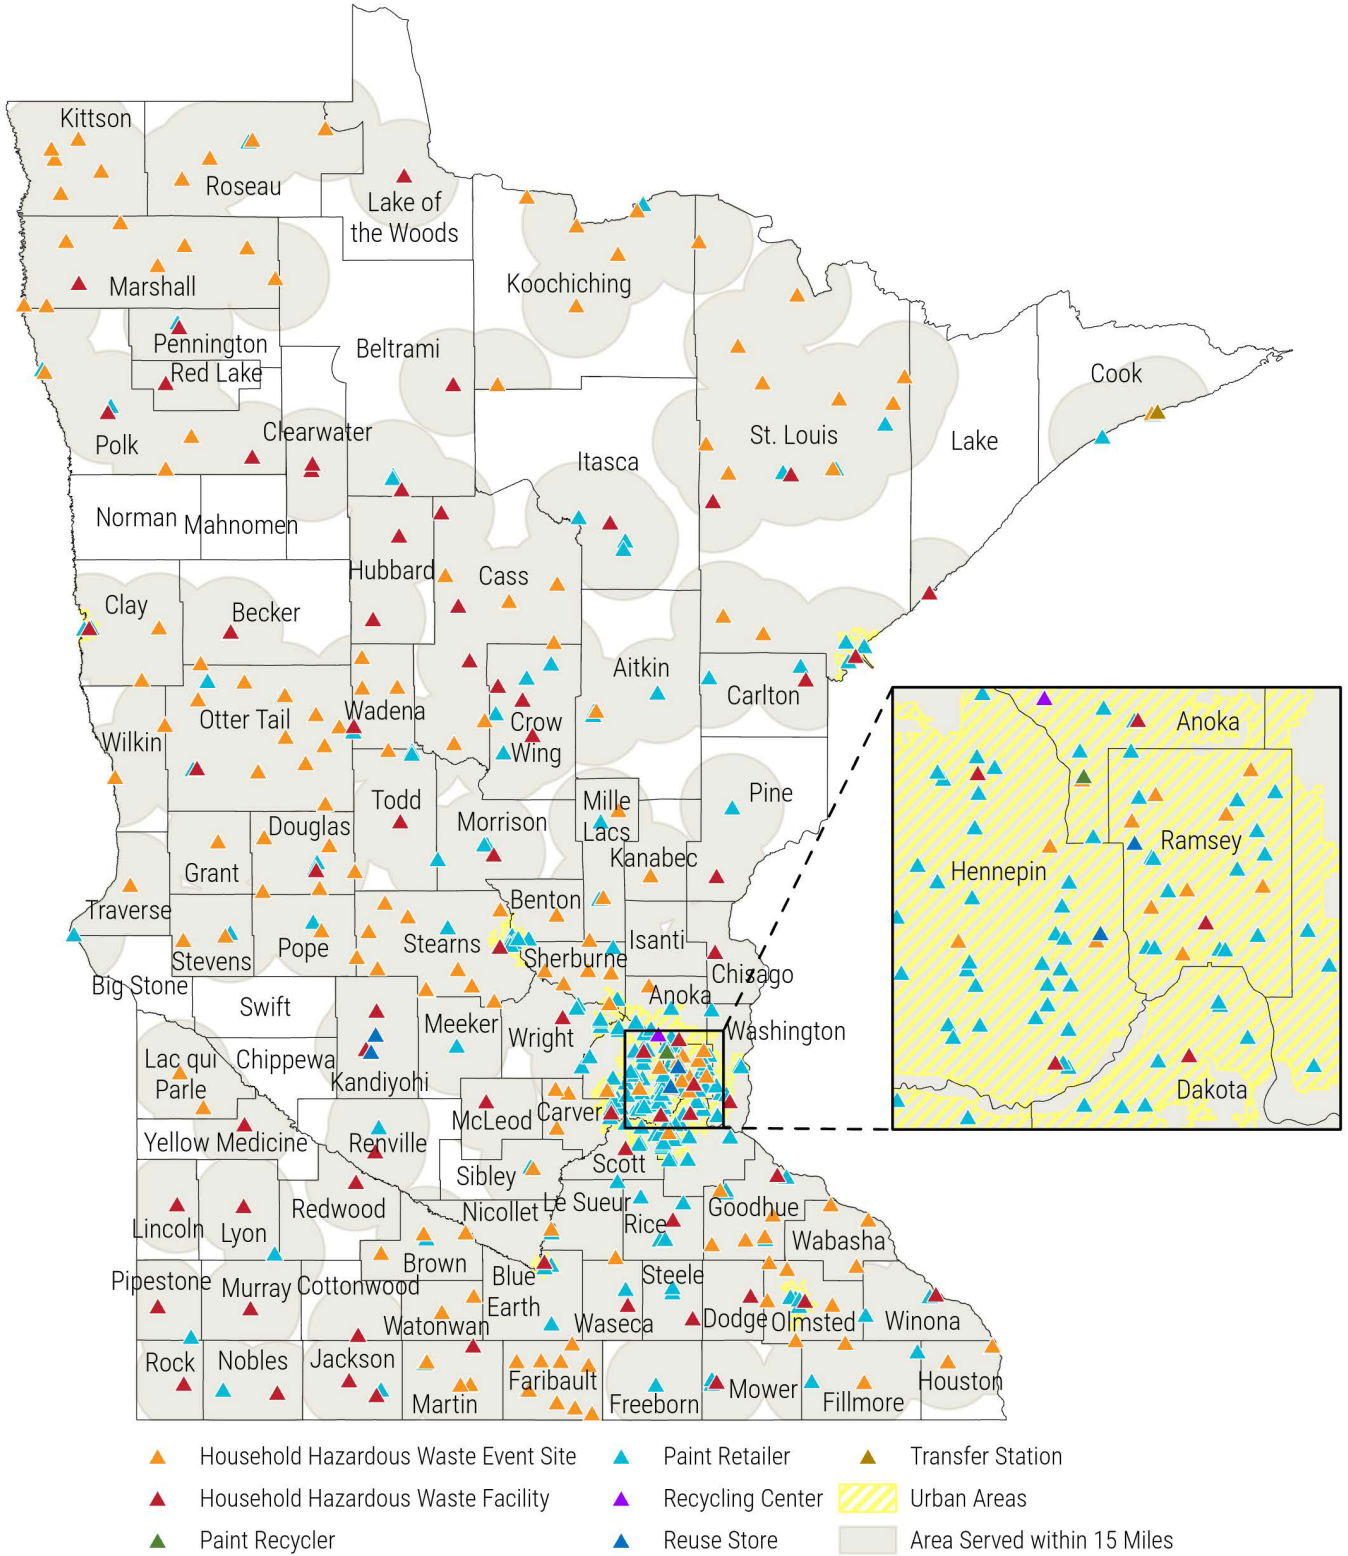 Kittson
Roseau
Lake of
the Woods
Koochiching
Marshall
Pennington
Beltrami
Red Lake
Cook
Clearwater
Polk
St. Louis
Lake
Itasca
Norman
Mahnomen
Hubbard
Cass
Clay
Becker
Aitkin
Carlton
Otter Tail
Wadena
Crow
Wing
Wilkin
Anoka
Todd
Mille
Lacs
Pine
Douglas
Morrison
Ramsey
Grant
Kanabec
Hennepin
Traverse
Benton
Stearns
Isanti
Pope
Stevens
Sherburne
Chisago
Big Stone
Swift
Anoka
Meeker
Wright
Washington
Lac qui
Parle
Chippewa
Kandiyohi
Dakota
McLeod
Carver
Yellow Medicine
Renville
Scott
Sibley
Le Sueur
Lincoln
Lyon
Redwood
Nicollet
Rice
Goodhue
Wabasha
Brown
Pipestone
Murray
Cottonwood
Blue
Earth
Steele
Watonwan
Waseca
Dodge
Olmsted
Winona
Rock
Nobles
Jackson
Martin
Faribault
Freeborn
Mower
Fillmore
Houston
Household Hazardous Waste Event Site
Household Hazardous Waste Facility
Paint Recycler
Paint Retailer
Recycling Center
Reuse Store
Transfer Station
Urban Areas
Area Served within 15 Miles